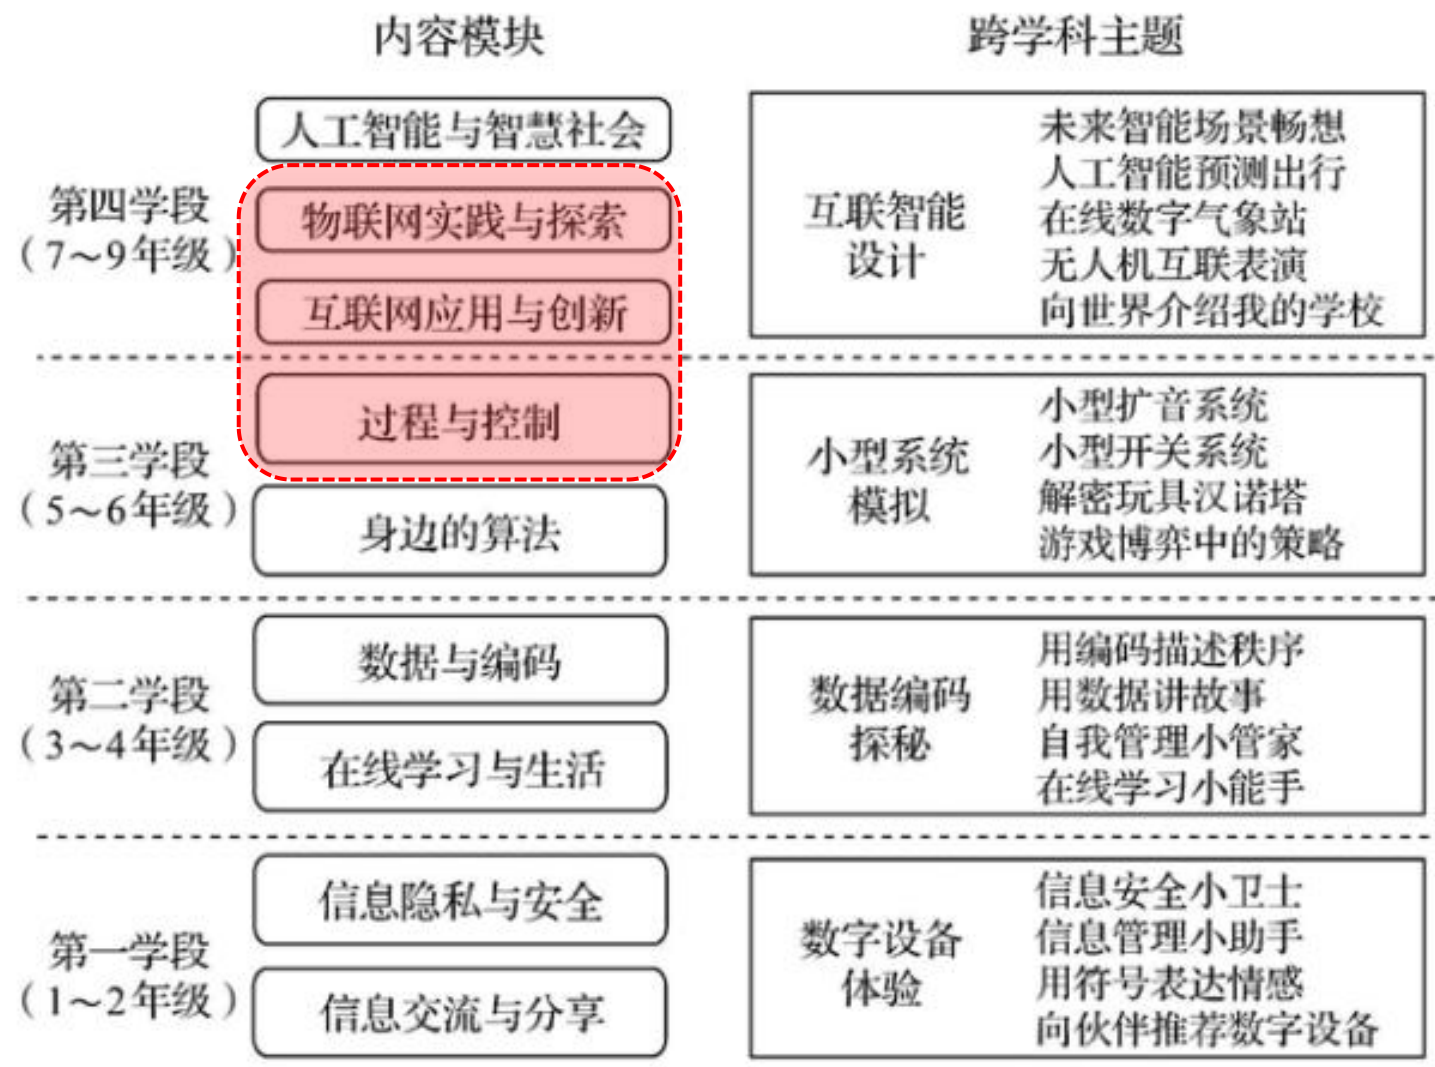 内容模块
跨学科主题
第四学段
（7～9年级）
人工智能与智慧社会
物联网实践与探索
互联网应用与创新
互联智能
设计
未来智能场景畅想
人工智能预测出行
在线数字气象站
无人机互联表演
向世界介绍我的学校
第三学段
（5～6年级）
过程与控制
身边的算法
小型系统
模拟
小型扩音系统
小型开关系统
解密玩具汉诺塔
游戏博弈中的策略
第二学段
（3～4年级）
数据与编码
在线学习与生活
数据编码
探秘
用编码描述秩序
用数据讲故事
自我管理小管家
在线学习小能手
第一学段
（1～2年级）
信息隐私与安全
信息交流与分享
数字设备
体验
信息安全小卫士
信息管理小助手
用符号表达情感
向伙伴推荐数字设备